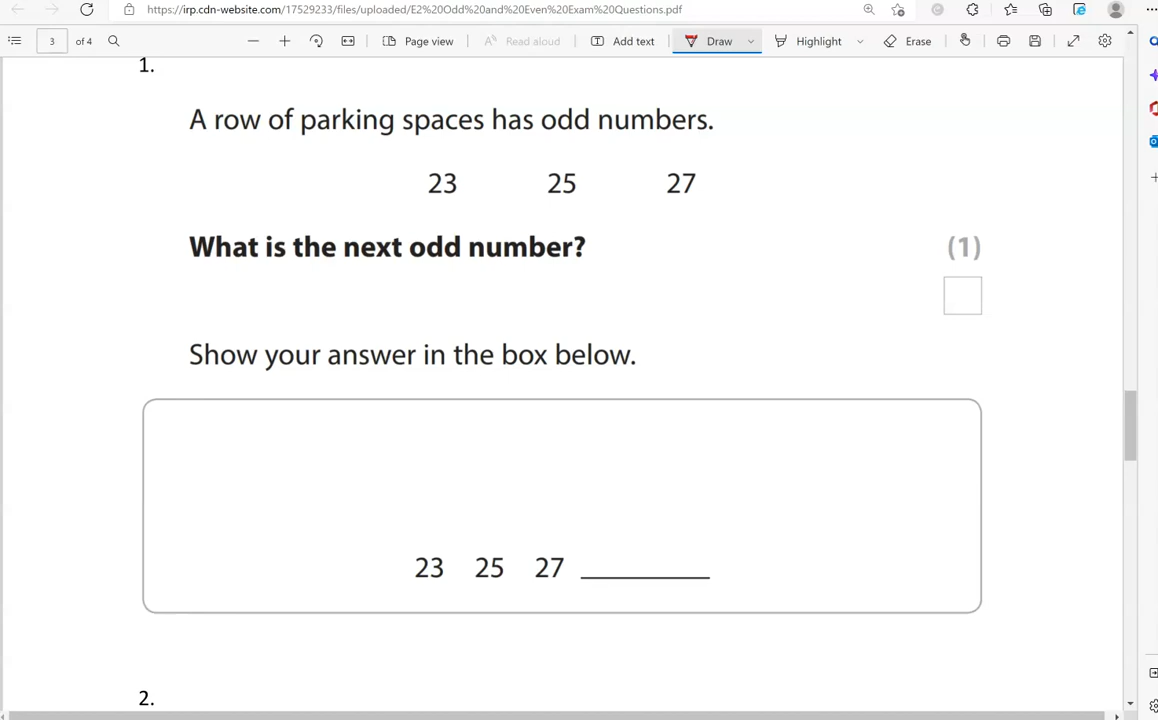 https://irp.cdn-website.com/17529233/files/uploaded/E2%20Odd%20and%20Even%20Exam%20Questions.pdf
3 of 4 Page view Read aloud Add text Draw Highlight Erase
1.
A row of parking spaces has odd numbers.
23 25 27
What is the next odd number? (1)
Show your answer in the box below.
23 25 27 __________
2.